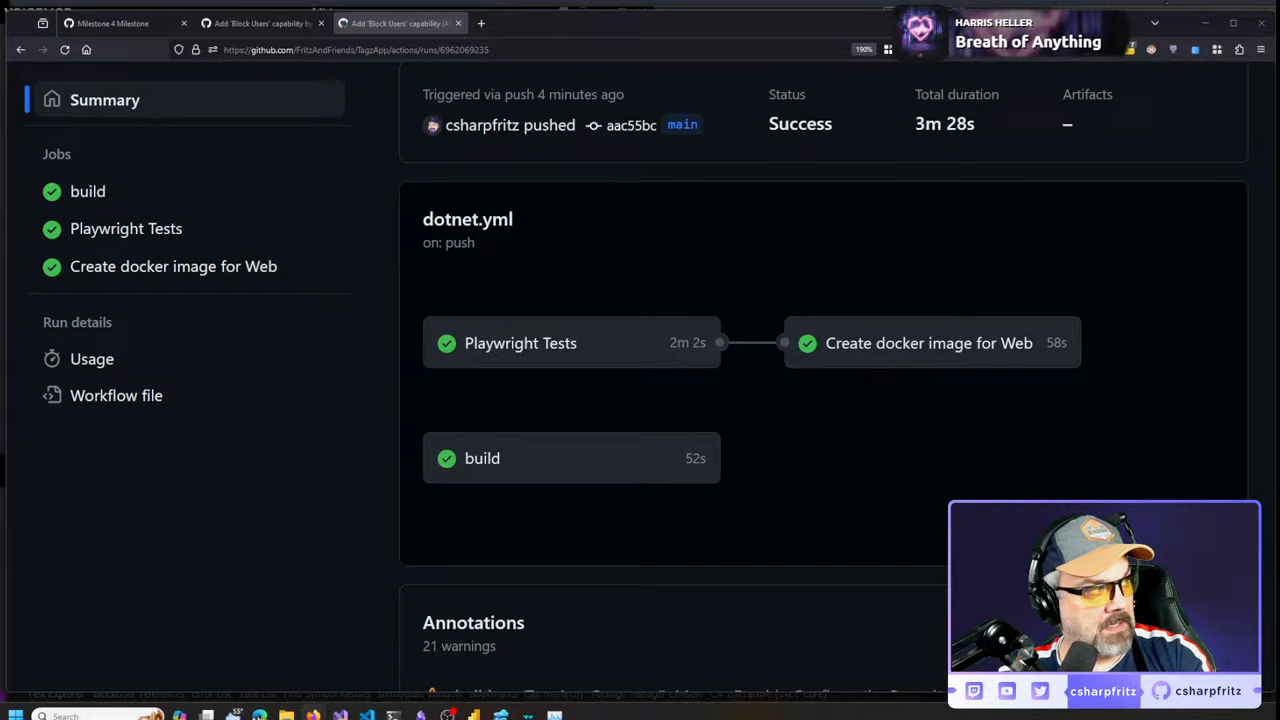 Milestone 4 Milestone
Add 'Block Users' capability by
Add 'Block Users' capability
HARRIS HELLER
Breath of Anything
https://github.com/FritzAndFriends/TagzApp/actions/runs/6962069235
190%
Summary
Triggered via push 4 minutes ago
Status
Total duration
Artifacts
csharpfritz pushed aac55bc main
Success
3m 28s
–
Jobs
build
Playwright Tests
Create docker image for Web
Run details
Usage
Workflow file
dotnet.yml
on: push
Playwright Tests 2m 2s
Create docker image for Web 58s
build 52s
Annotations
21 warnings
csharpfritz
csharpfritz
Search